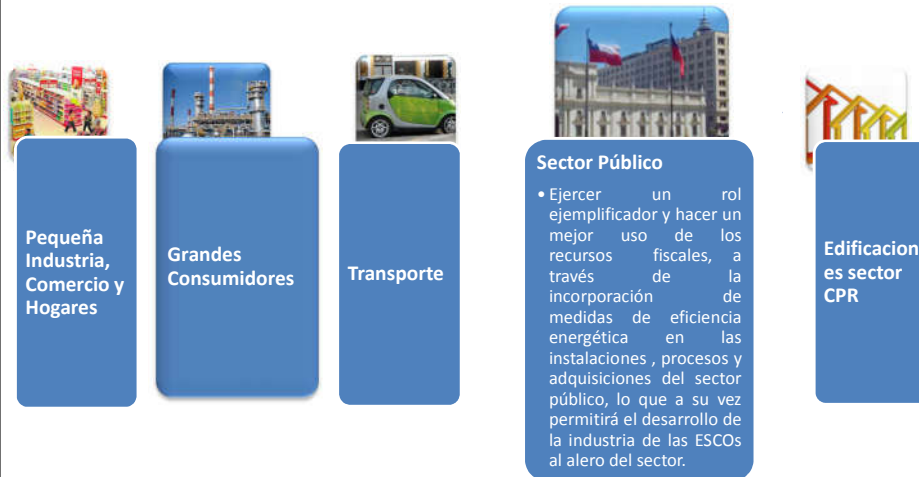 Pequeña
Industria,
Comercio y
Hogares
Grandes
Consumidores
Transporte
Sector Público
• Ejercer un rol
ejemplificador y hacer un
mejor uso de los
recursos fiscales, a
través de la
incorporación de
medidas de eficiencia
energética en las
instalaciones , procesos y
adquisiciones del sector
público, lo que a su vez
permitirá el desarrollo de
la industria de las ESCOs
al alero del sector.
Edificacion
es sector
CPR